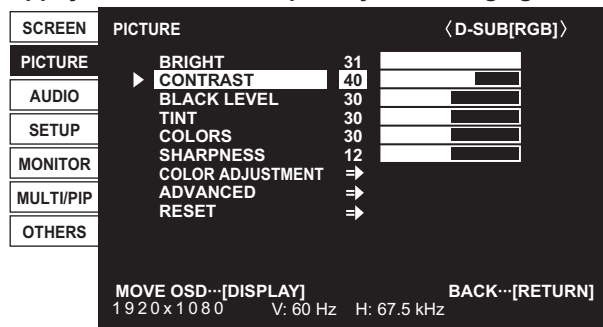 SCREEN
PICTURE
AUDIO
SETUP
MONITOR
MULTI/PIP
OTHERS
PICTURE 〈D-SUB[RGB]〉
BRIGHT 31
CONTRAST 40
BLACK LEVEL 30
TINT 30
COLORS 30
SHARPNESS 12
COLOR ADJUSTMENT
ADVANCED
RESET
MOVE OSD···[DISPLAY] BACK···[RETURN]
1920x1080 V: 60 Hz H: 67.5 kHz